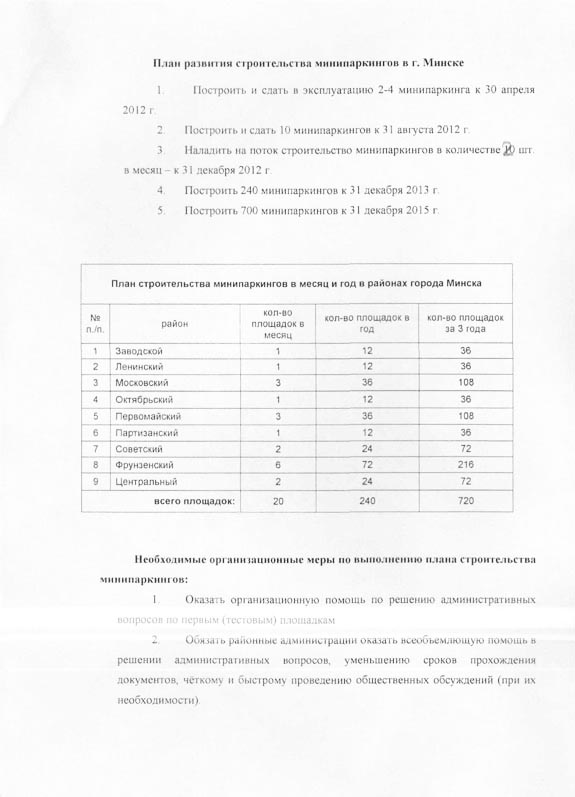 План развития строительства минипаркингов в г. Минске
1. Построить и сдать в эксплуатацию 2-4 минипаркинга к 30 апреля
2012 г.
2. Построить и сдать 10 минипаркингов к 31 августа 2012 г.
3. Наладить на поток строительство минипаркингов в количестве шт.
в месяц – к 31 декабря 2012 г.
4. Построить 240 минипаркингов к 31 декабря 2013 г.
5. Построить 700 минипаркингов к 31 декабря 2015 г.
План строительства минипаркингов в месяц и год в районах города Минска
№ п./п. район кол-во площадок в месяц кол-во площадок в год кол-во площадок за 3 года
1 Заводской 1 12 36
2 Ленинский 1 12 36
3 Московский 3 36 108
4 Октябрьский 1 12 36
5 Первомайский 3 36 108
6 Партизанский 1 12 36
7 Советский 2 24 72
8 Фрунзенский 6 72 216
9 Центральный 2 24 72
всего площадок: 20 240 720
Необходимые организационные меры по выполнению плана строительства
минипаркингов:
1. Оказать организационную помощь по решению административных
вопросов по первым (тестовым) площадкам
2. Обязать районные администрации оказать всеобъемлющую помощь в
решении административных вопросов, уменьшению сроков прохождения
документов, чёткому и быстрому проведению общественных обсуждений (при их
необходимости).